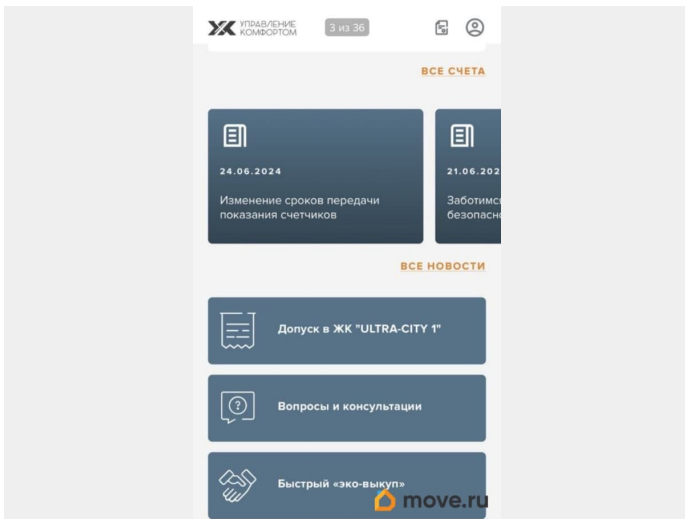 УПРАВЛЕНИЕ
КОМФОРТОМ
3 из 36
ВСЕ СЧЕТА
24.06.2024
Изменение сроков передачи
показания счетчиков
21.06.202
Заботимс
безопасн
ВСЕ НОВОСТИ
Допуск в ЖК "ULTRA-CITY 1"
Вопросы и консультации
Быстрый «эко-выкуп»
move.ru